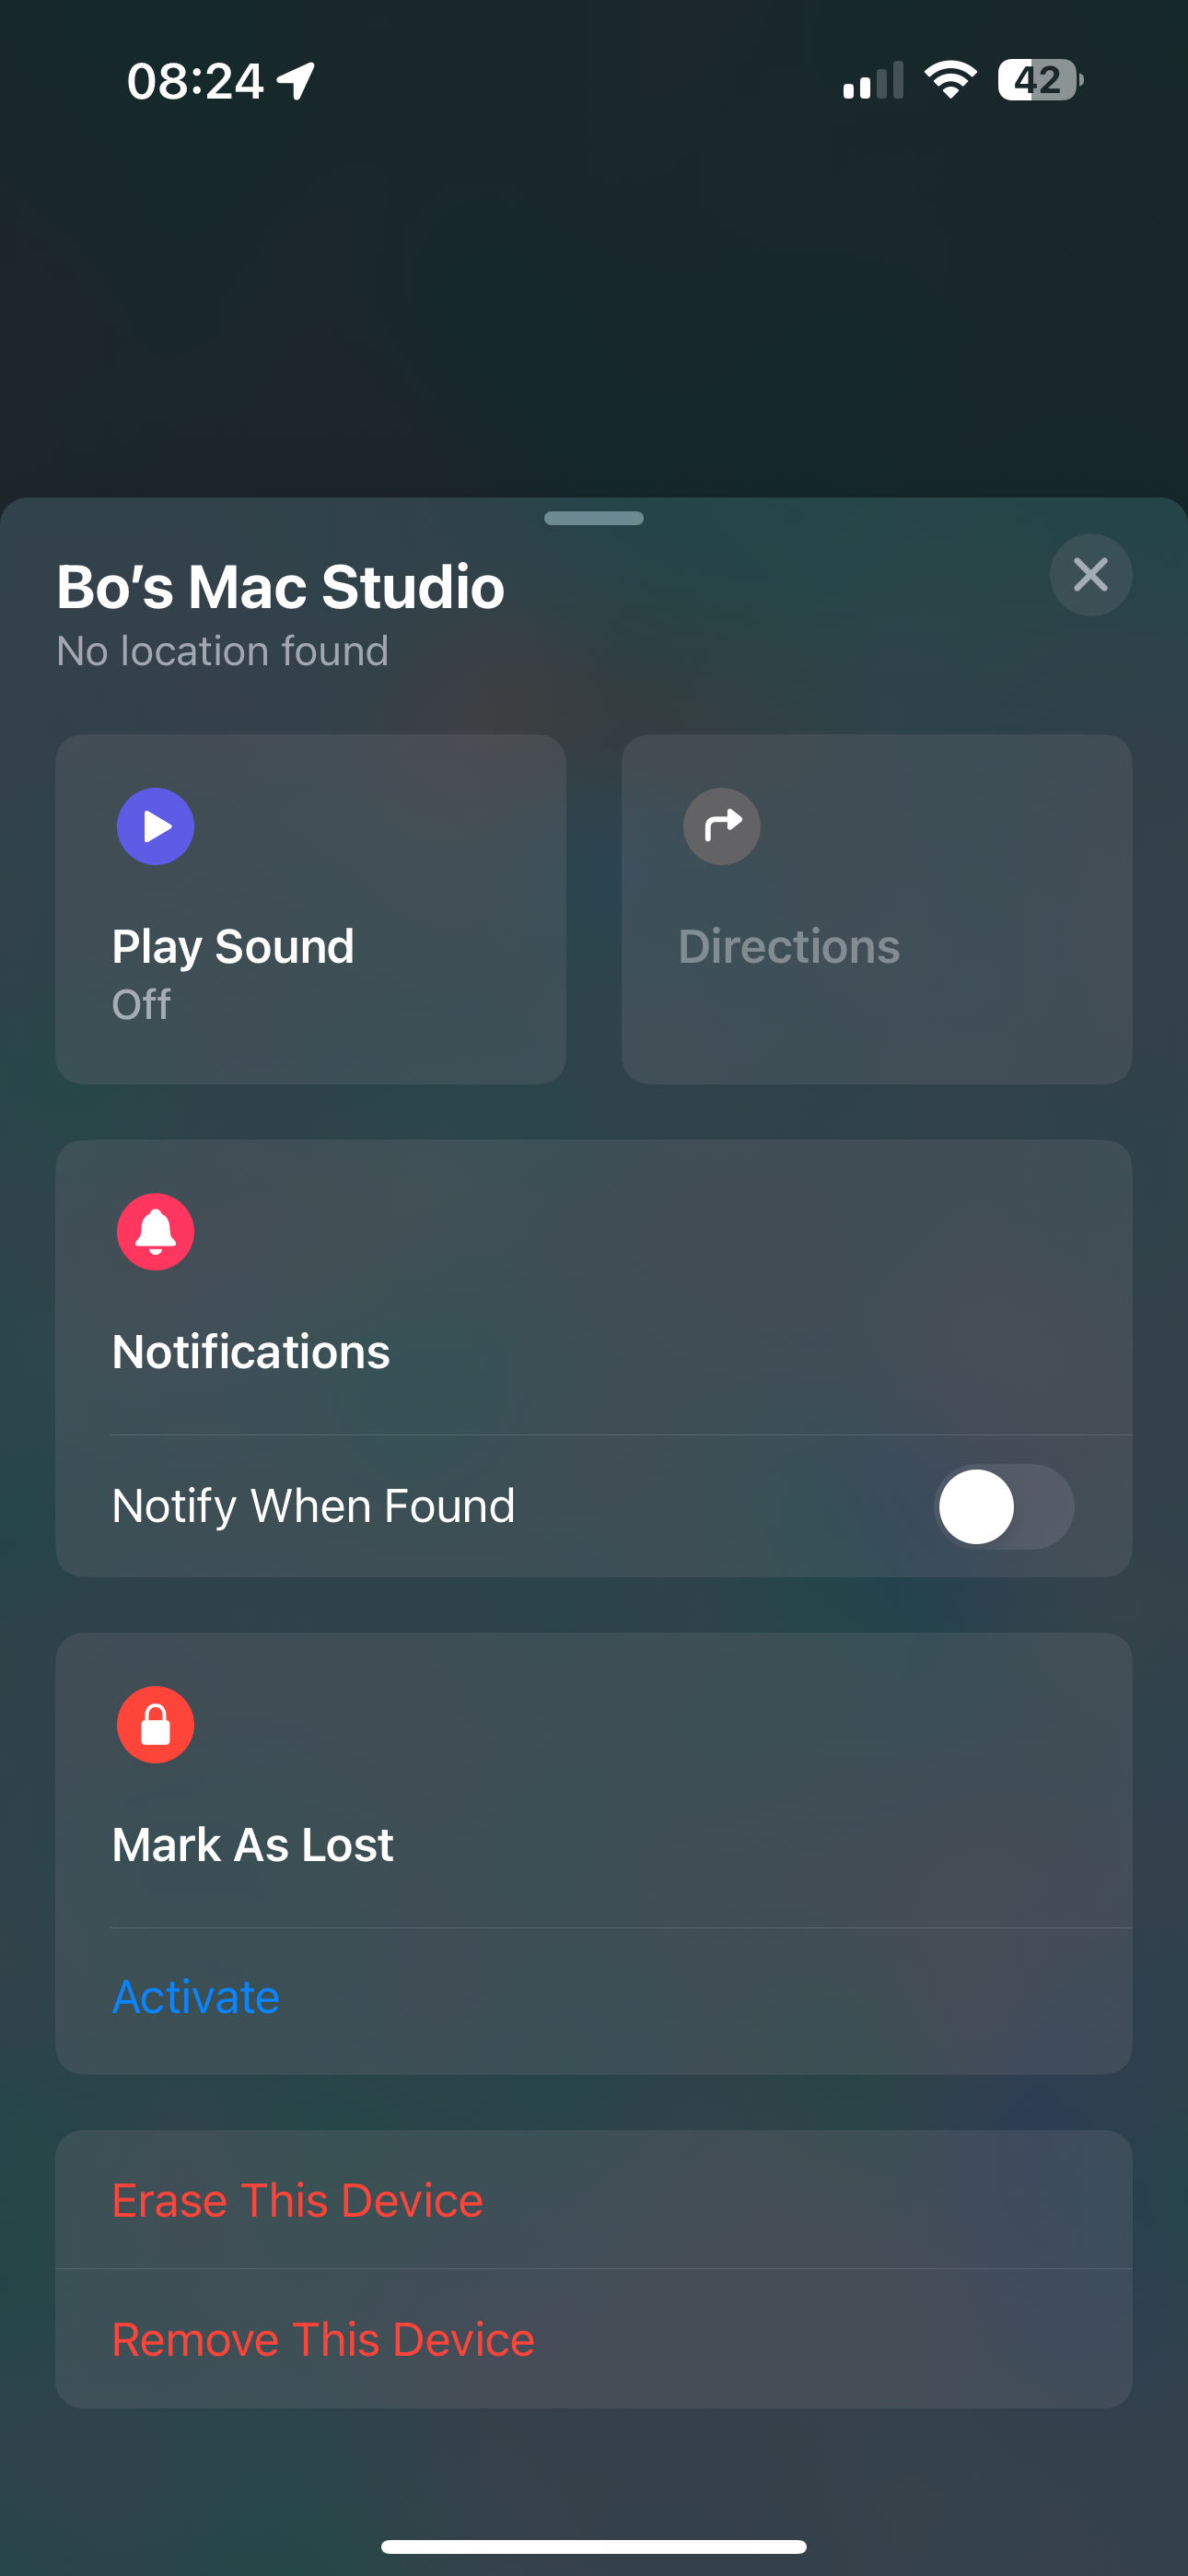 08:24
42
Bo’s Mac Studio
No location found
Play Sound
Off
Directions
Notifications
Notify When Found
Mark As Lost
Activate
Erase This Device
Remove This Device